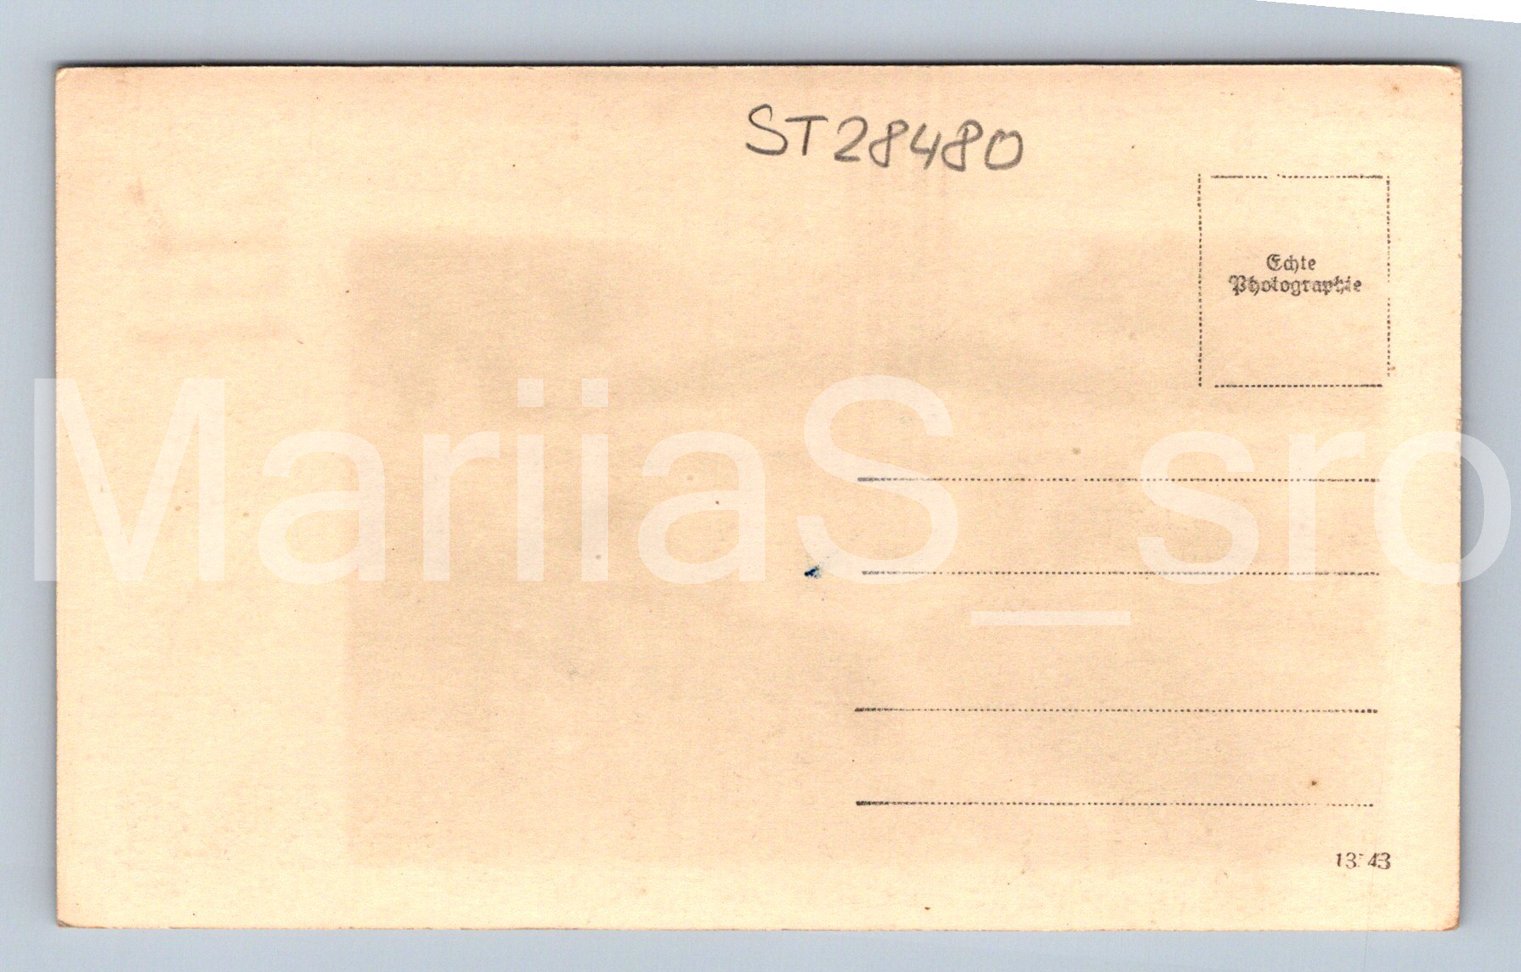 ST28480
Echte
Photographie
MariiaS_sro
13 43